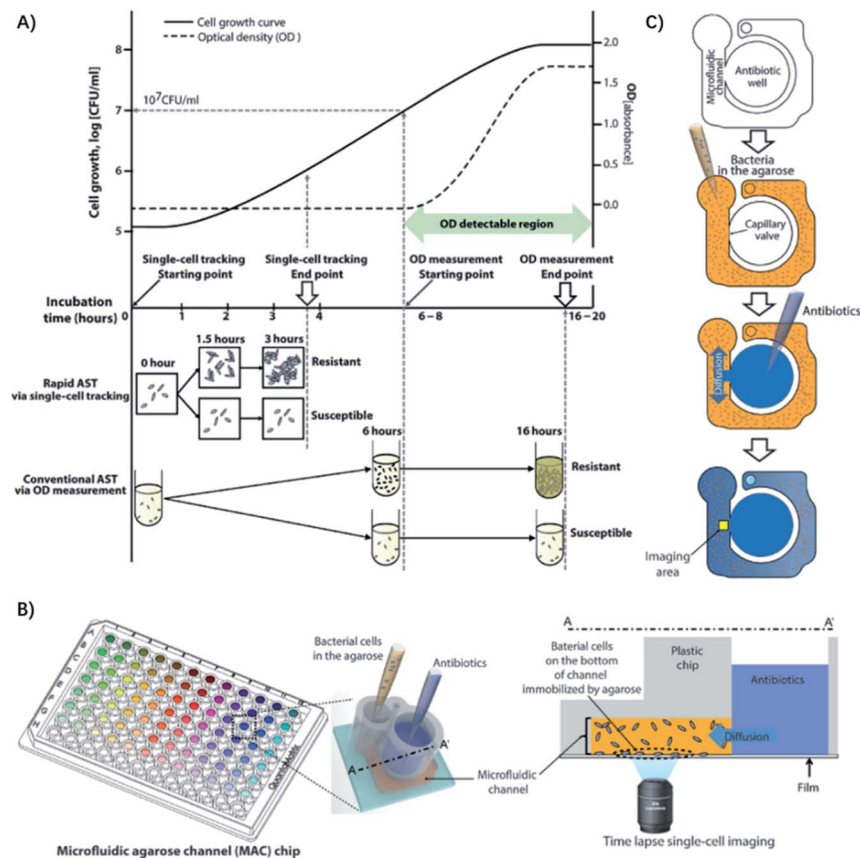 A)
Cell growth curve
Optical density (OD)
Cell growth, log [CFU/ml]
8
7
6
5
10⁷CFU/ml
2.0
1.5
1.0
0.5
0.0
OD[absorbance]
OD detectable region
Single-cell tracking
Starting point
Single-cell tracking
End point
OD measurement
Starting point
OD measurement
End point
Incubation
time (hours)
0 1 2 3 4 6–8 16–20
0 hour
1.5 hours
3 hours
Resistant
Susceptible
Rapid AST
via single-cell tracking
6 hours
16 hours
Resistant
Conventional AST
via OD measurement
Susceptible
C)
Microfluidic
channel
Antibiotic
well
Bacteria
in the agarose
Capillary
valve
Antibiotics
Diffusion
Imaging
area
B)
A
B
C
D
E
F
G
H
QuantaMatrix
Microfluidic agarose channel (MAC) chip
Bacterial cells
in the agarose
Antibiotics
A
A'
Microfluidic
channel
A
A'
Baterial cells
on the bottom
of channel
immobilized by agarose
Plastic
chip
Antibiotics
Diffusion
Film
Time lapse single-cell imaging